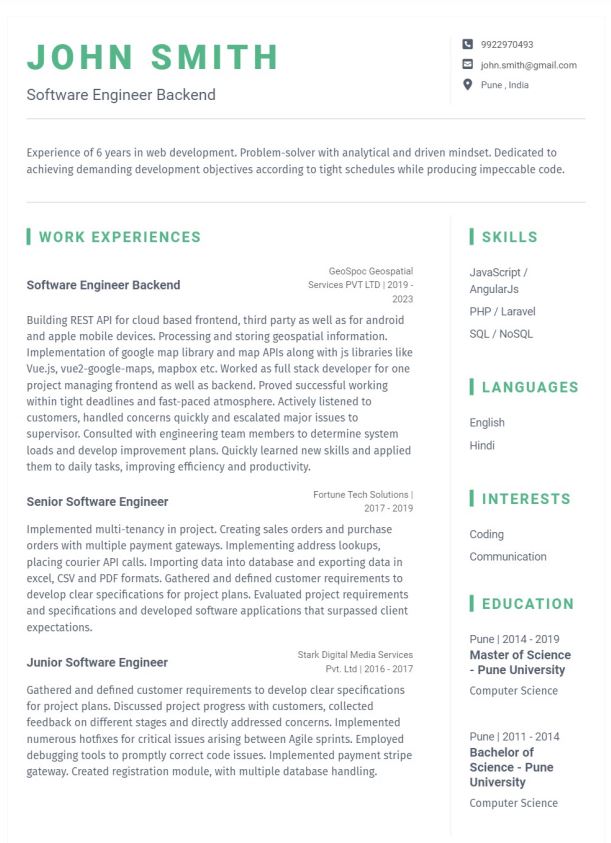 JOHN SMITH
Software Engineer Backend
9922970493
john.smith@gmail.com
Pune , India
Experience of 6 years in web development. Problem-solver with analytical and driven mindset. Dedicated to
achieving demanding development objectives according to tight schedules while producing impeccable code.
WORK EXPERIENCES
Software Engineer Backend
GeoSpoc Geospatial
Services PVT LTD | 2019 -
2023
Building REST API for cloud based frontend, third party as well as for android
and apple mobile devices. Processing and storing geospatial information.
Implementation of google map library and map APIs along with js libraries like
Vue.js, vue2-google-maps, mapbox etc. Worked as full stack developer for one
project managing frontend as well as backend. Proved successful working
within tight deadlines and fast-paced atmosphere. Actively listened to
customers, handled concerns quickly and escalated major issues to
supervisor. Consulted with engineering team members to determine system
loads and develop improvement plans. Quickly learned new skills and applied
them to daily tasks, improving efficiency and productivity.
Senior Software Engineer
Fortune Tech Solutions |
2017 - 2019
Implemented multi-tenancy in project. Creating sales orders and purchase
orders with multiple payment gateways. Implementing address lookups,
placing courier API calls. Importing data into database and exporting data in
excel, CSV and PDF formats. Gathered and defined customer requirements to
develop clear specifications for project plans. Evaluated project requirements
and specifications and developed software applications that surpassed client
expectations.
Junior Software Engineer
Stark Digital Media Services
Pvt. Ltd | 2016 - 2017
Gathered and defined customer requirements to develop clear specifications
for project plans. Discussed project progress with customers, collected
feedback on different stages and directly addressed concerns. Implemented
numerous hotfixes for critical issues arising between Agile sprints. Employed
debugging tools to promptly correct code issues. Implemented payment stripe
gateway. Created registration module, with multiple database handling.
SKILLS
JavaScript /
AngularJs
PHP / Laravel
SQL / NoSQL
LANGUAGES
English
Hindi
INTERESTS
Coding
Communication
EDUCATION
Pune | 2014 - 2019
Master of Science
- Pune University
Computer Science
Pune | 2011 - 2014
Bachelor of
Science - Pune
University
Computer Science